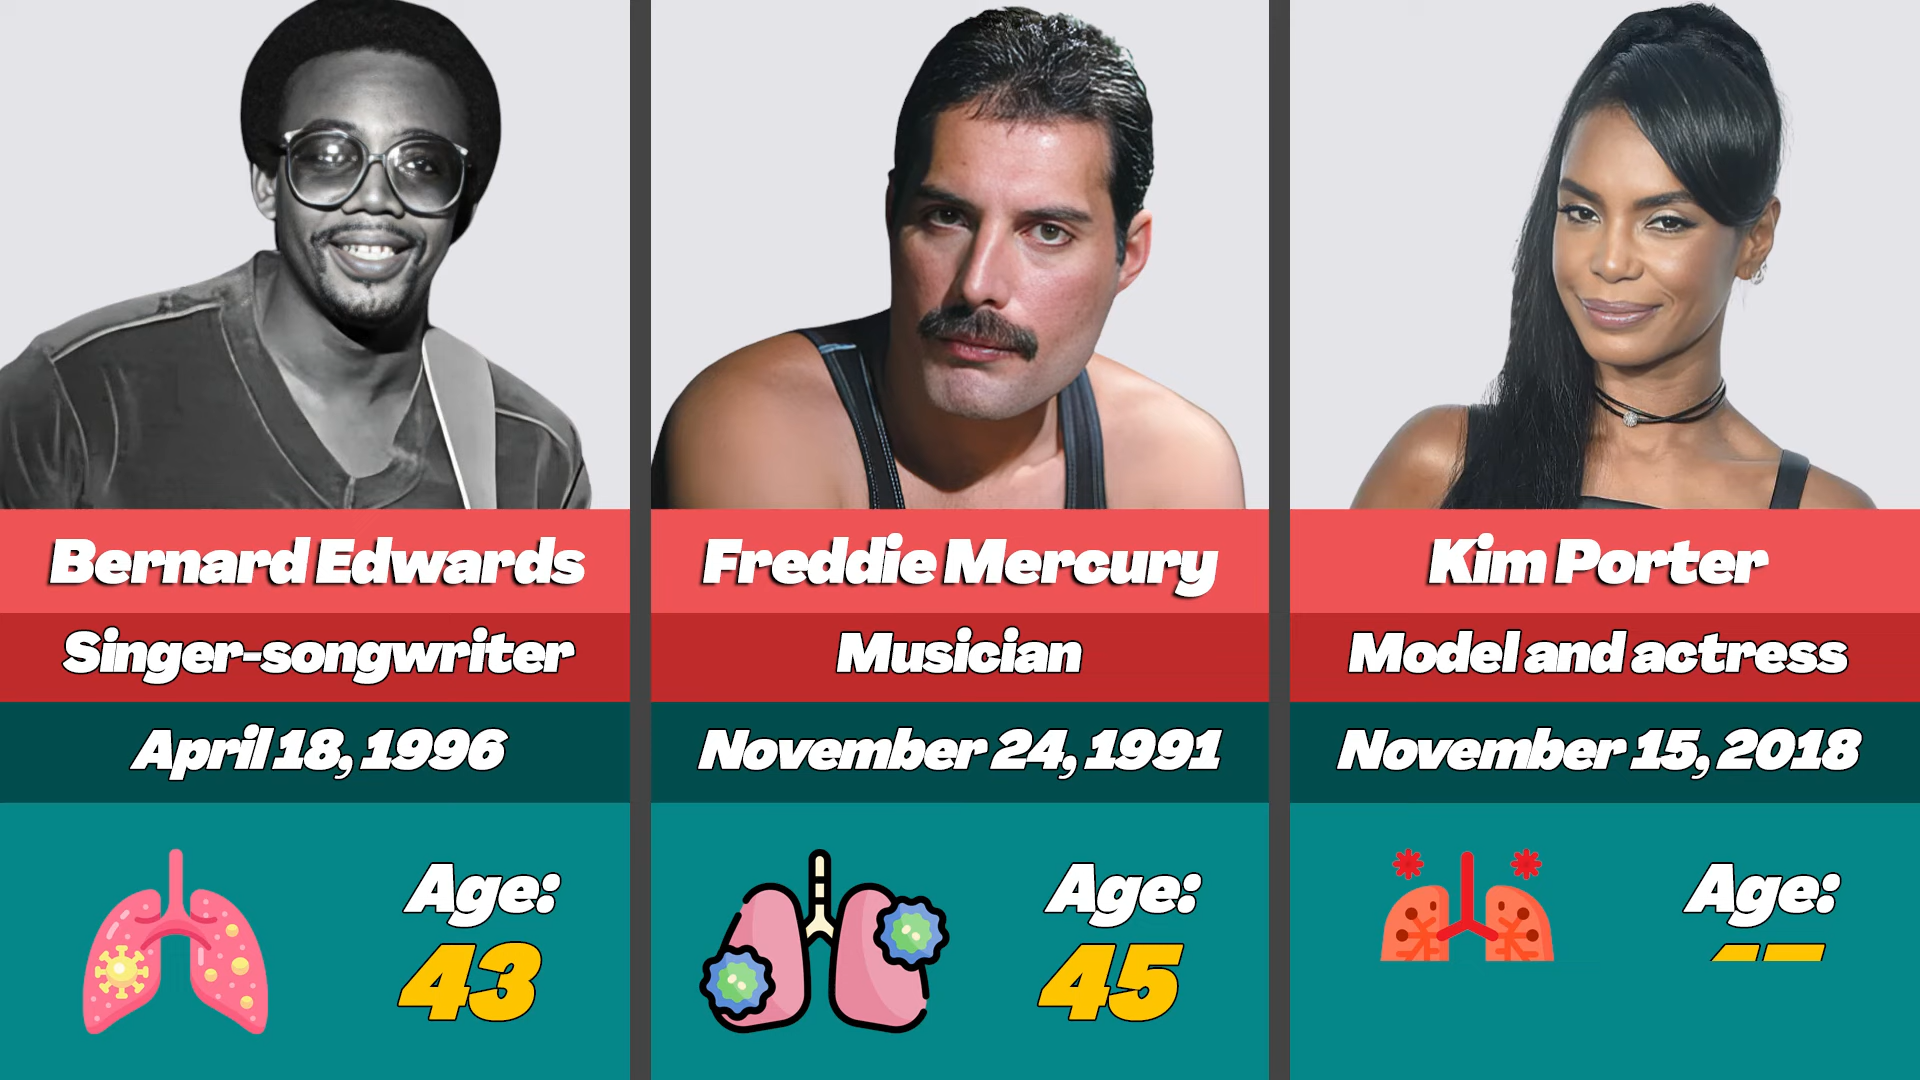 Bernard Edwards
Singer-songwriter
April 18, 1996
Age:
43
Freddie Mercury
Musician
November 24, 1991
Age:
45
Kim Porter
Model and actress
November 15, 2018
Age: